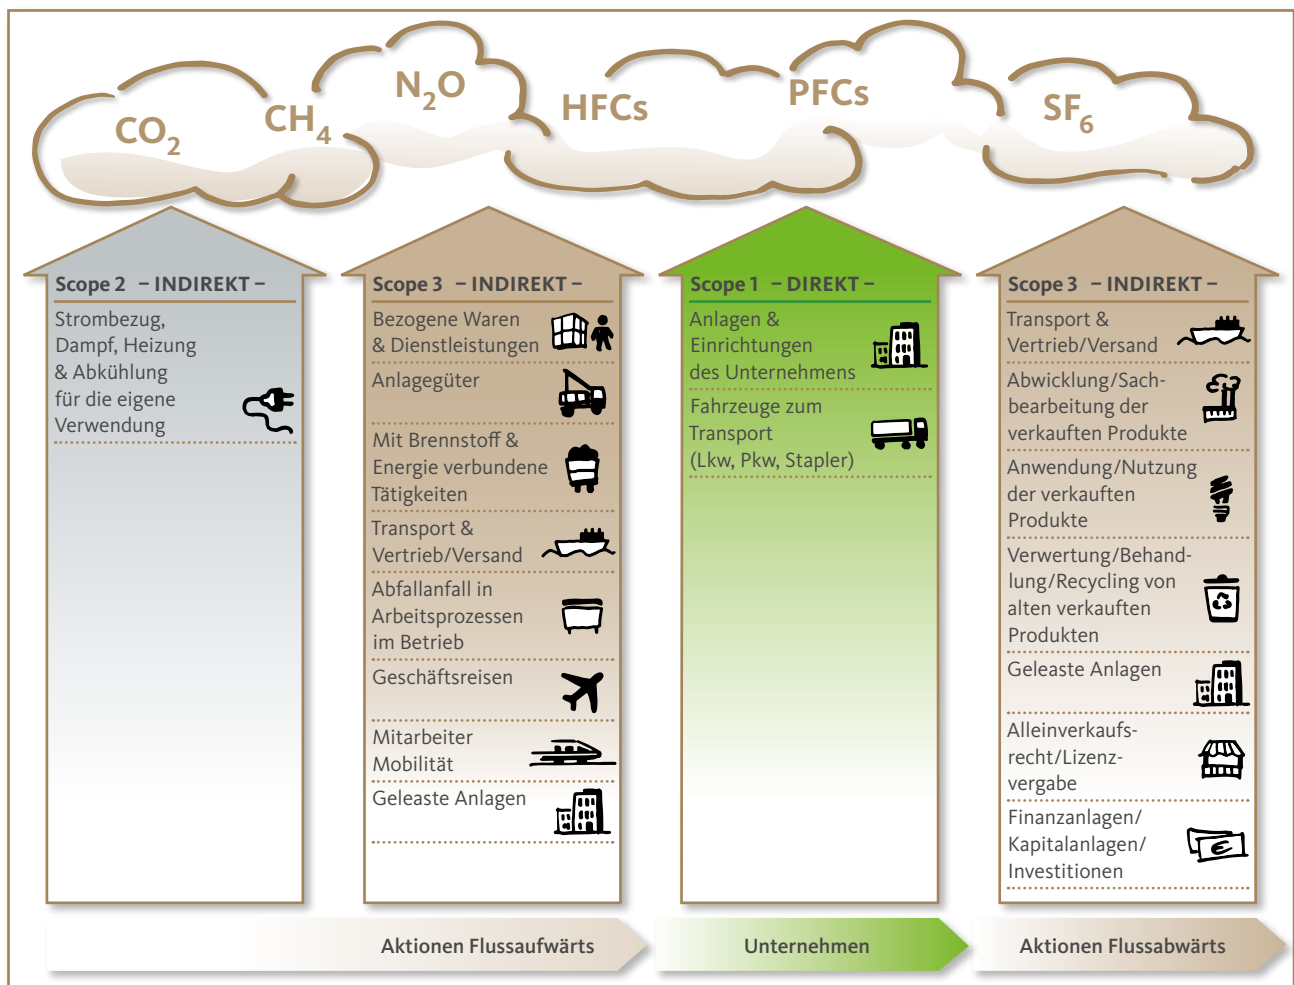 CO₂
CH₄
N₂O
HFCs
PFCs
SF₆
Scope 2 – INDIREKT –
Strombezug,
Dampf, Heizung
& Abkühlung
für die eigene
Verwendung
Scope 3 – INDIREKT –
Bezogene Waren
& Dienstleistungen
Anlagegüter
Mit Brennstoff &
Energie verbundene
Tätigkeiten
Transport &
Vertrieb/Versand
Abfallanfall in
Arbeitsprozessen
im Betrieb
Geschäftsreisen
Mitarbeiter
Mobilität
Geleaste Anlagen
Scope 1 – DIREKT –
Anlagen &
Einrichtungen
des Unternehmens
Fahrzeuge zum
Transport
(Lkw, Pkw, Stapler)
Scope 3 – INDIREKT –
Transport &
Vertrieb/Versand
Abwicklung/Sach-
bearbeitung der
verkauften Produkte
Anwendung/Nutzung
der verkauften
Produkte
Verwertung/Behand-
lung/Recycling von
alten verkauften
Produkten
Geleaste Anlagen
Alleinverkaufs-
recht/Lizenz-
vergabe
Finanzanlagen/
Kapitalanlagen/
Investitionen
€
Aktionen Flussaufwärts
Unternehmen
Aktionen Flussabwärts